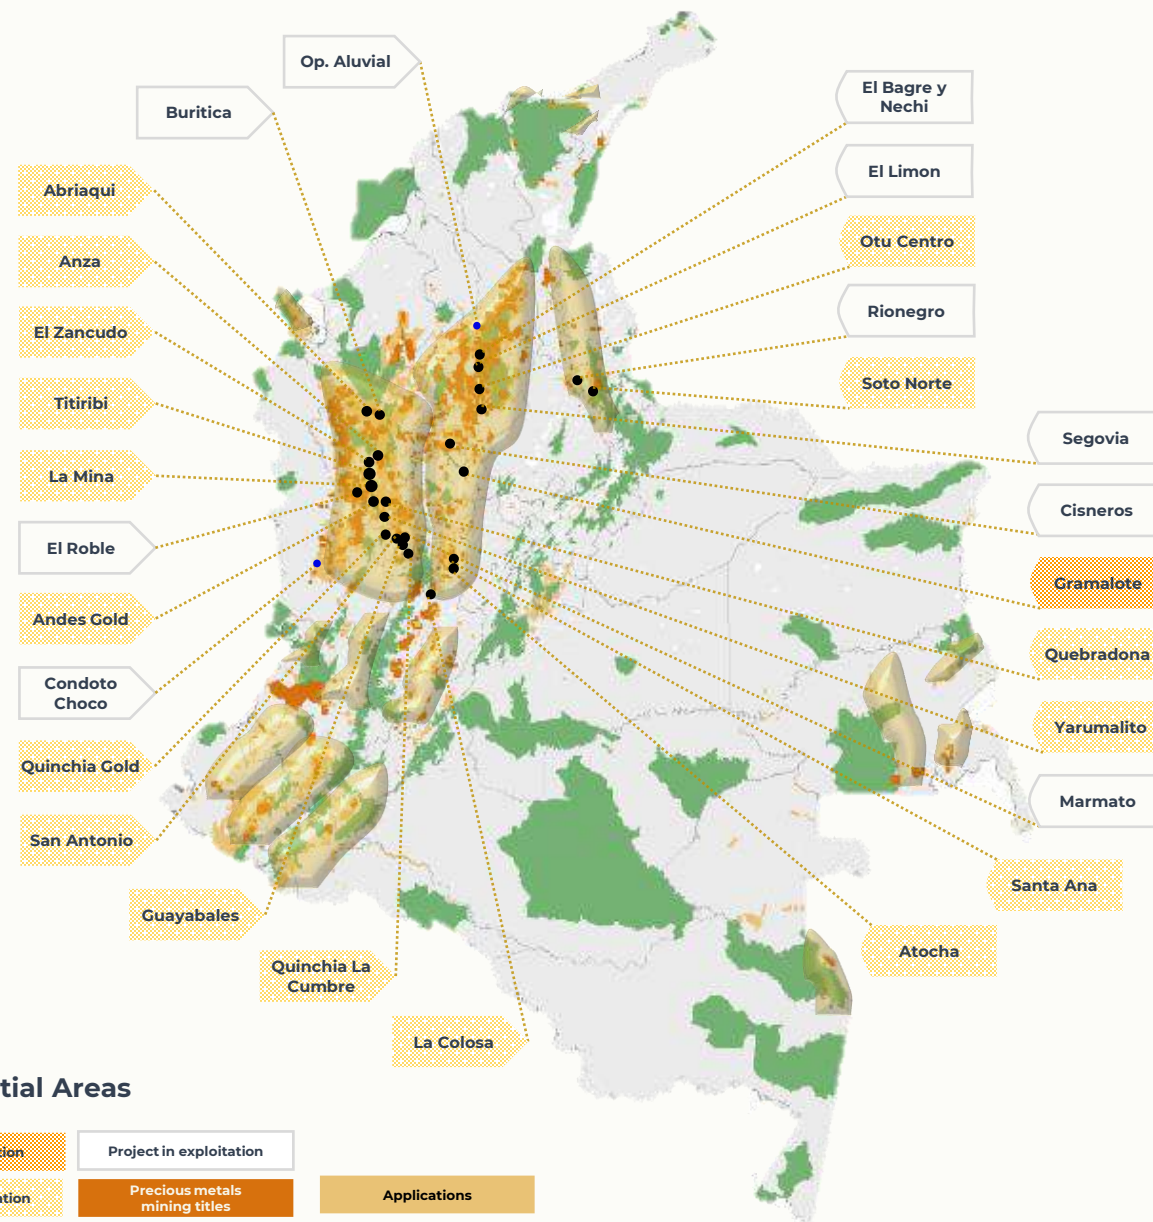 Op. Aluvial
Buritica
El Bagre y
Nechi
El Limon
Abriaqui
Otu Centro
Anza
Rionegro
El Zancudo
Soto Norte
Titiribi
Segovia
La Mina
Cisneros
El Roble
Gramalote
Andes Gold
Quebradona
Condoto
Choco
Yarumalito
Quinchia Gold
Marmato
San Antonio
Santa Ana
Guayabales
Atocha
Quinchia La
Cumbre
La Colosa
tial Areas
tion
Project in exploitation
ation
Precious metals
mining titles
Applications